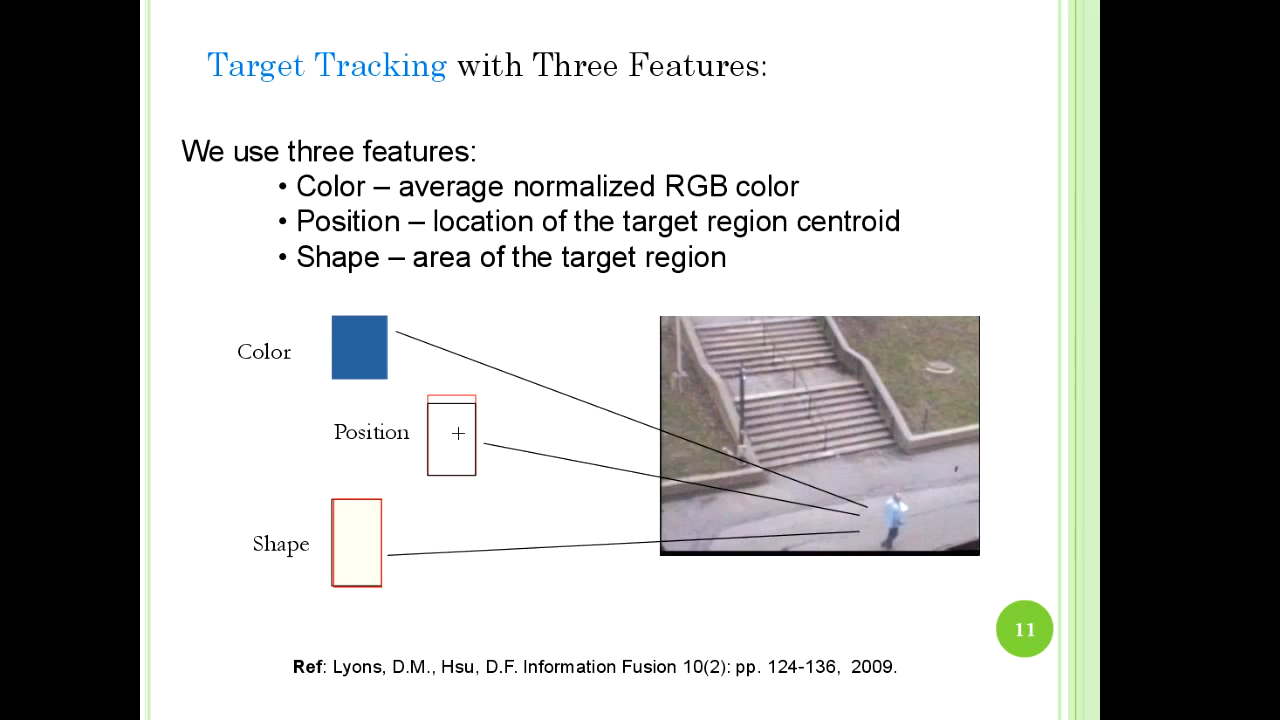 Target Tracking with Three Features:
We use three features:
• Color – average normalized RGB color
• Position – location of the target region centroid
• Shape – area of the target region
Color
Position
Shape
11
Ref: Lyons, D.M., Hsu, D.F. Information Fusion 10(2): pp. 124-136, 2009.